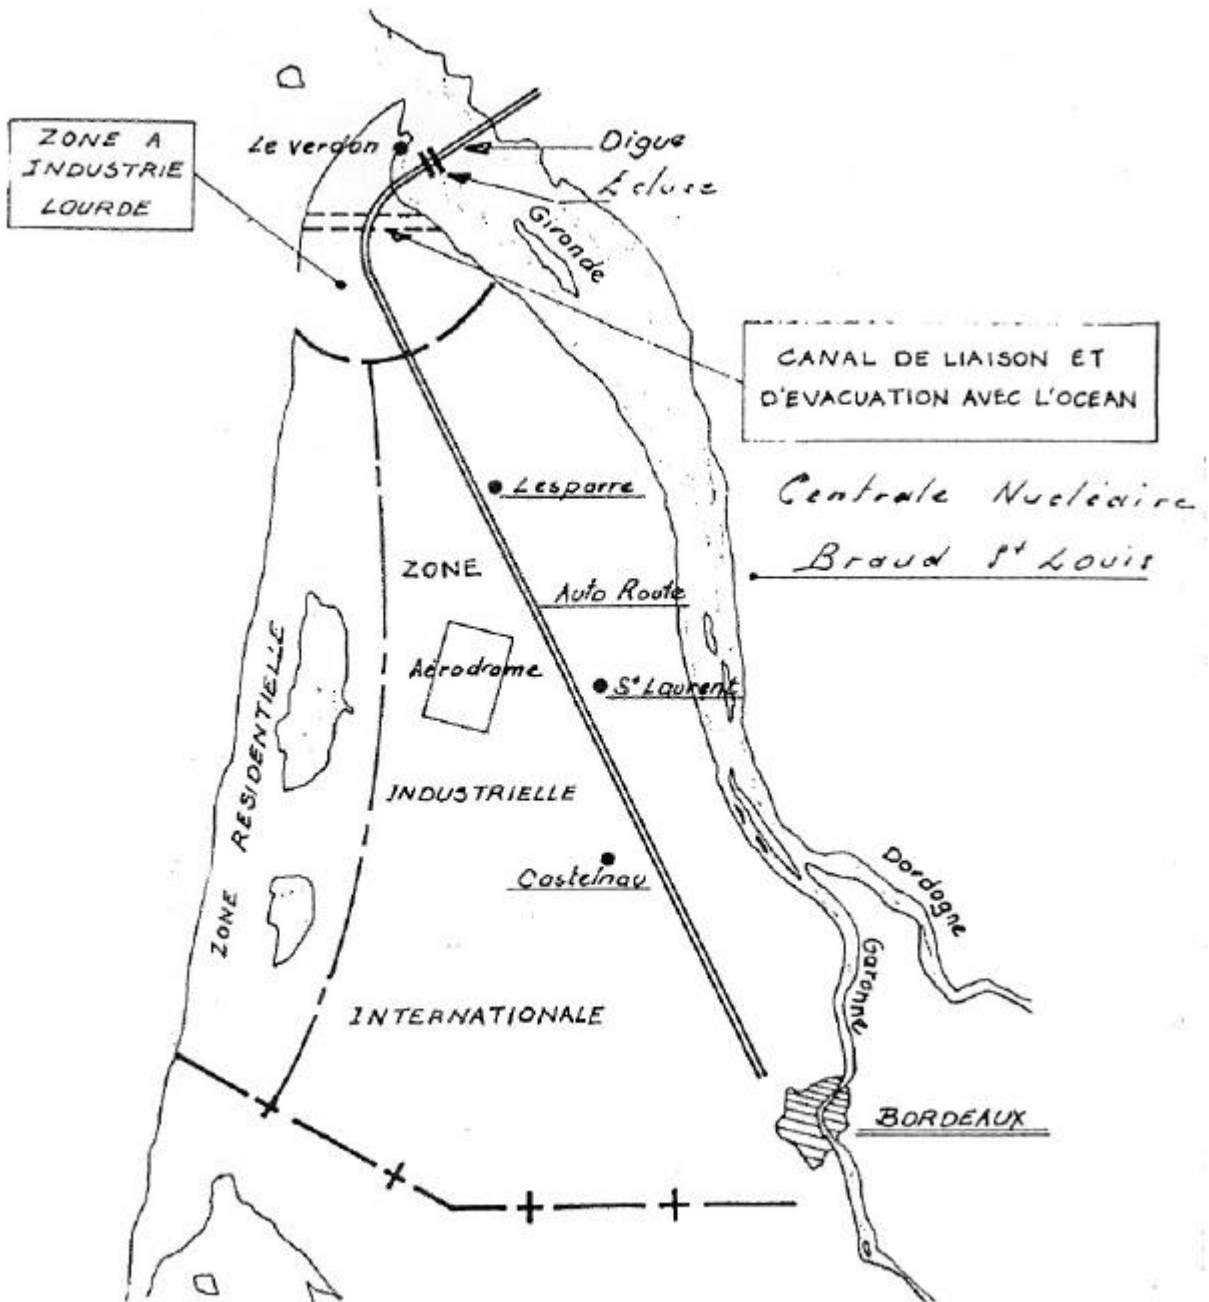 ZONE A
INDUSTRIE
LOURDE
Le verdon
Digue
Ecluse
Gironde
CANAL DE LIAISON ET
D'EVACUATION AVEC L'OCEAN
Centrale Nucléaire
Braud St Louis
Lesparre
ZONE
Auto Route
Aérodrome
St Laurent
ZONE RESIDENTIELLE
INDUSTRIELLE
Castelnau
Dordogne
Garonne
INTERNATIONALE
BORDEAUX